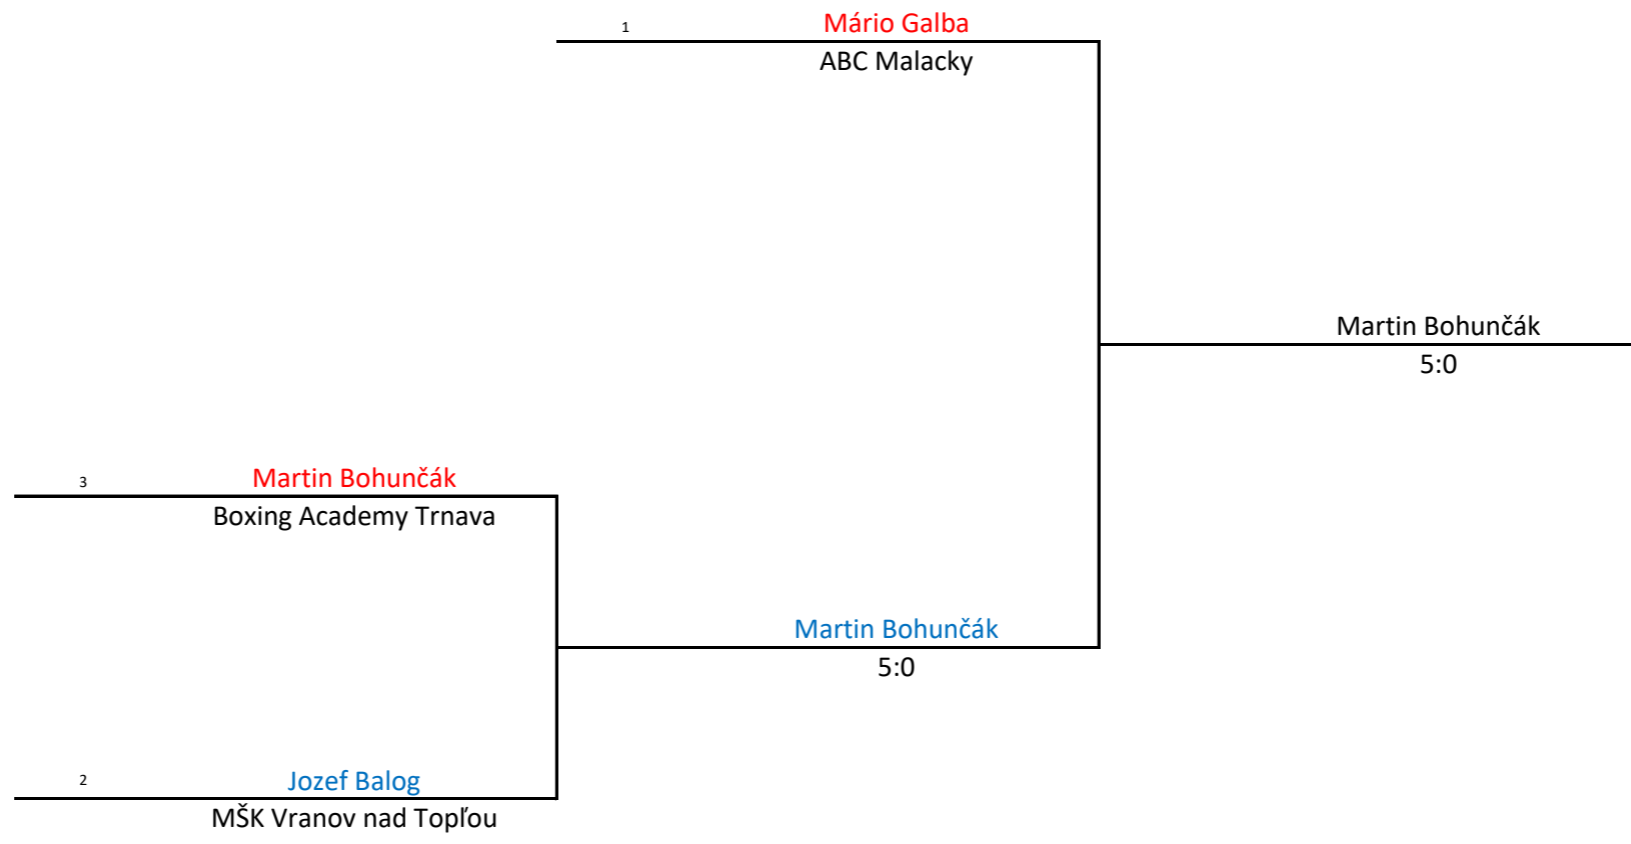 1
Mário Galba
ABC Malacky
Martin Bohunčák
5:0
3
Martin Bohunčák
Boxing Academy Trnava
Martin Bohunčák
5:0
2
Jozef Balog
MŠK Vranov nad Topľou